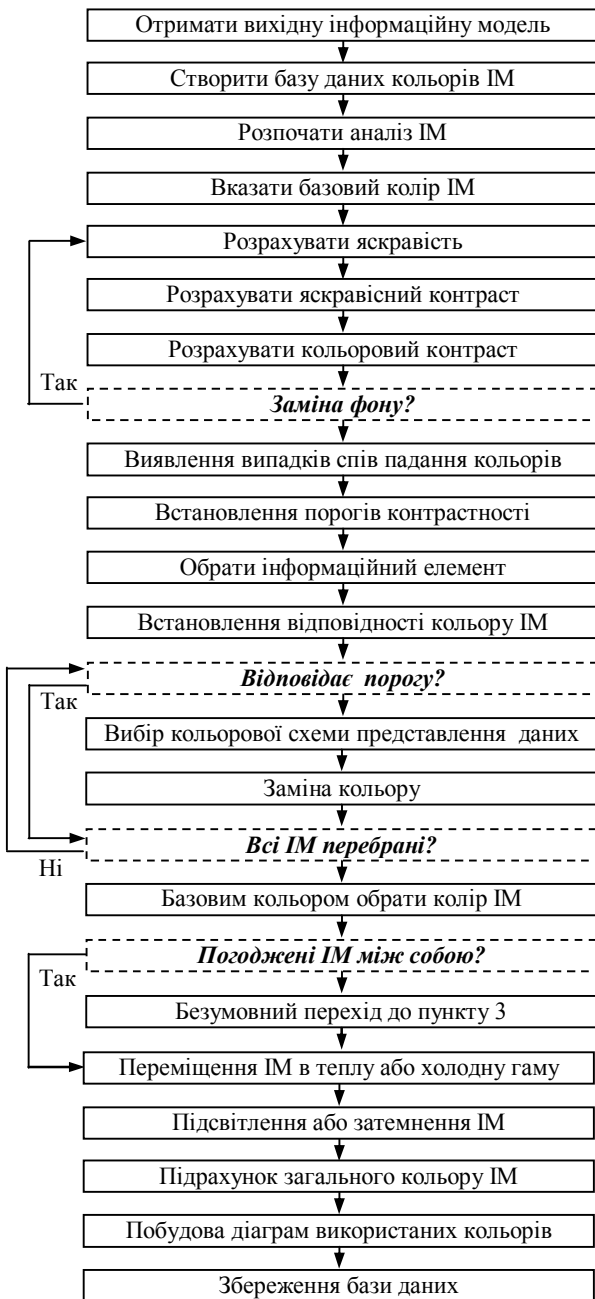 Отримати вихідну інформаційну модель
Створити базу даних кольорів ІМ
Розпочати аналіз ІМ
Вказати базовий колір ІМ
Розрахувати яскравість
Розрахувати яскравісний контраст
Розрахувати кольоровий контраст
Так
Заміна фону?
Виявлення випадків спів падання кольорів
Встановлення порогів контрастності
Обрати інформаційний елемент
Встановлення відповідності кольору ІМ
Відповідає порогу?
Так
Вибір кольорової схеми представлення даних
Заміна кольору
Всі ІМ перебрані?
Ні
Базовим кольором обрати колір ІМ
Погоджені ІМ між собою?
Так
Безумовний перехід до пункту 3
Переміщення ІМ в теплу або холодну гаму
Підсвітлення або затемнення ІМ
Підрахунок загального кольору ІМ
Побудова діаграм використаних кольорів
Збереження бази даних